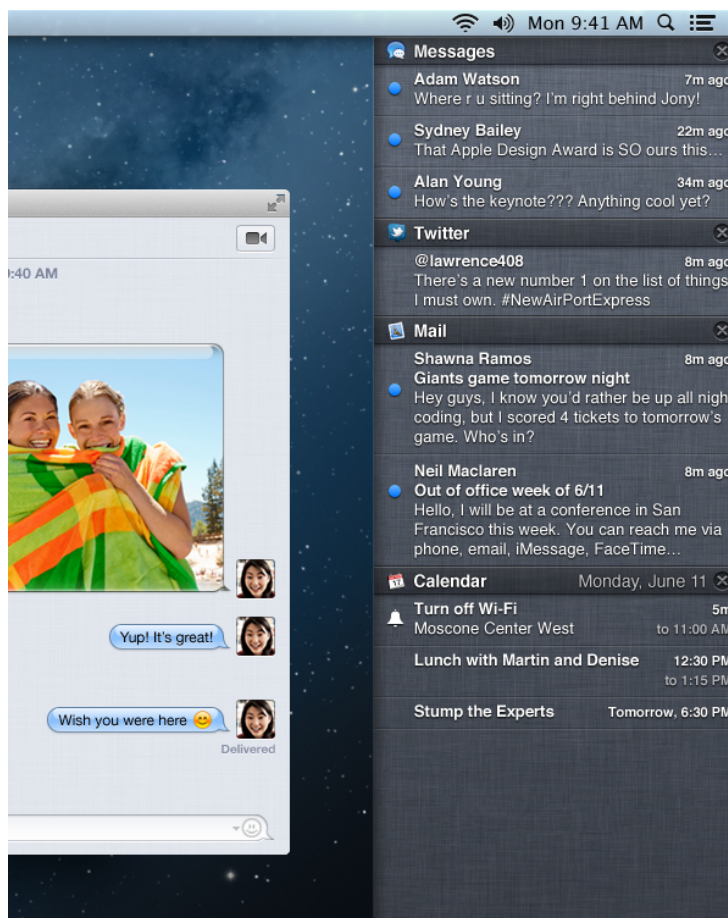 Mon 9:41 AM
9:40 AM
Yup! It's great!
Wish you were here 😊
Delivered
Messages
Adam Watson 7m ago
Where r u sitting? I'm right behind Jony!
Sydney Bailey 22m ago
That Apple Design Award is SO ours this…
Alan Young 34m ago
How's the keynote??? Anything cool yet?
Twitter
@lawrence408 8m ago
There's a new number 1 on the list of things
I must own. #NewAirPortExpress
Mail
Shawna Ramos 8m ago
Giants game tomorrow night
Hey guys, I know you'd rather be up all nigh
coding, but I scored 4 tickets to tomorrow's
game. Who's in?
Neil Maclaren 8m ago
Out of office week of 6/11
Hello, I will be at a conference in San
Francisco this week. You can reach me via
phone, email, iMessage, FaceTime…
Calendar Monday, June 11
Turn off Wi-Fi 5m
Moscone Center West to 11:00 AM
Lunch with Martin and Denise 12:30 PM
to 1:15 PM
Stump the Experts Tomorrow, 6:30 PM